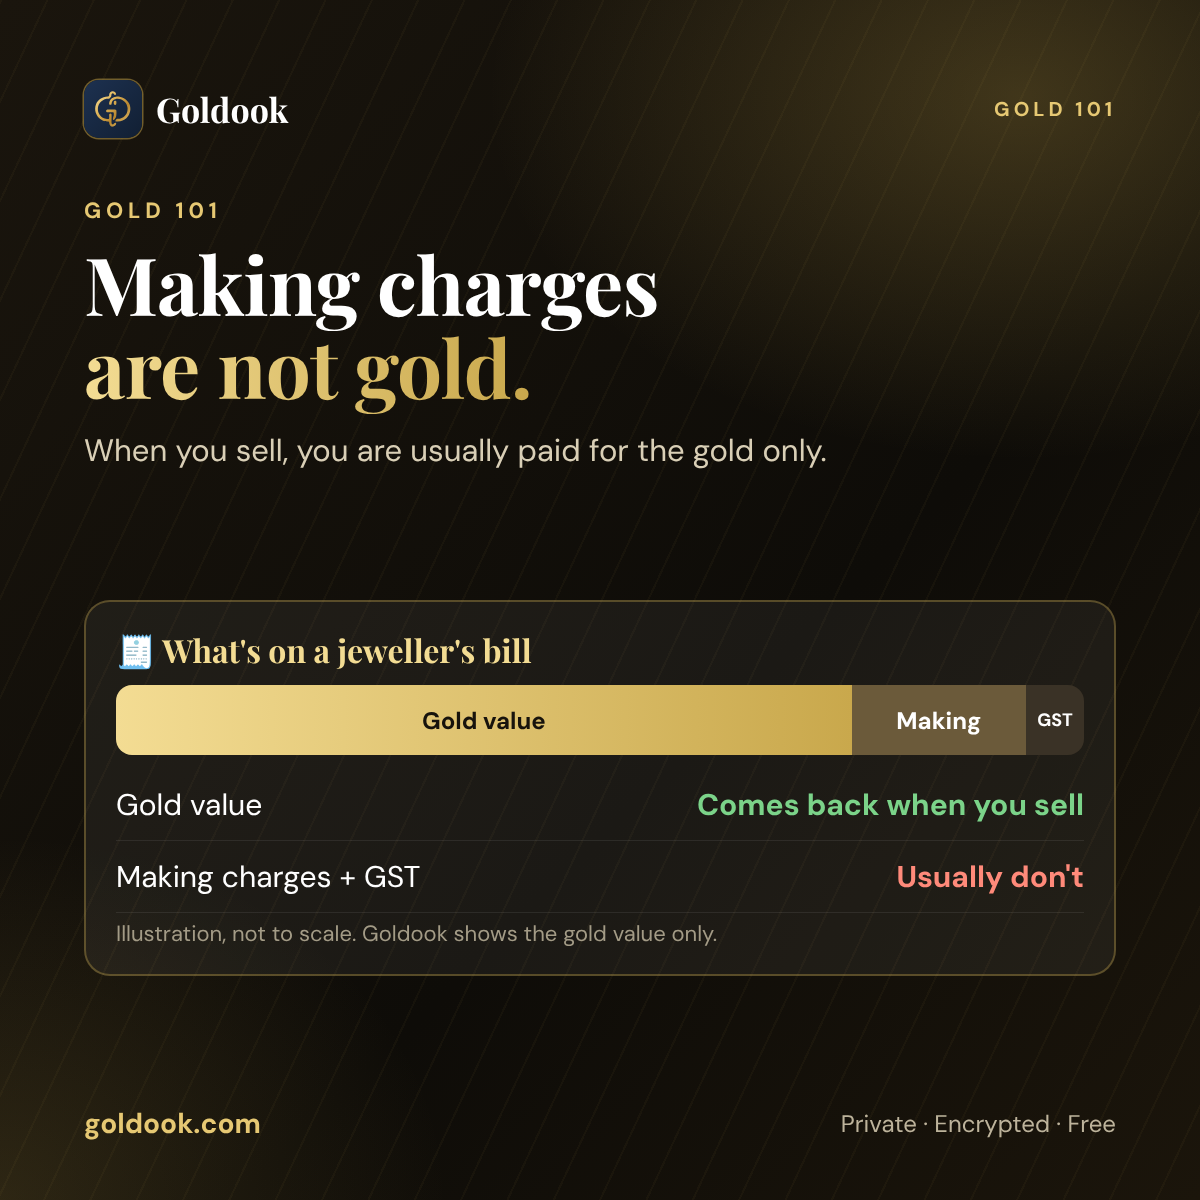 Goldook
GOLD 101
GOLD 101
Making charges
are not gold.
When you sell, you are usually paid for the gold only.
What's on a jeweller's bill
Gold value
Making
GST
Gold value
Comes back when you sell
Making charges + GST
Usually don't
Illustration, not to scale. Goldook shows the gold value only.
goldook.com
Private · Encrypted · Free